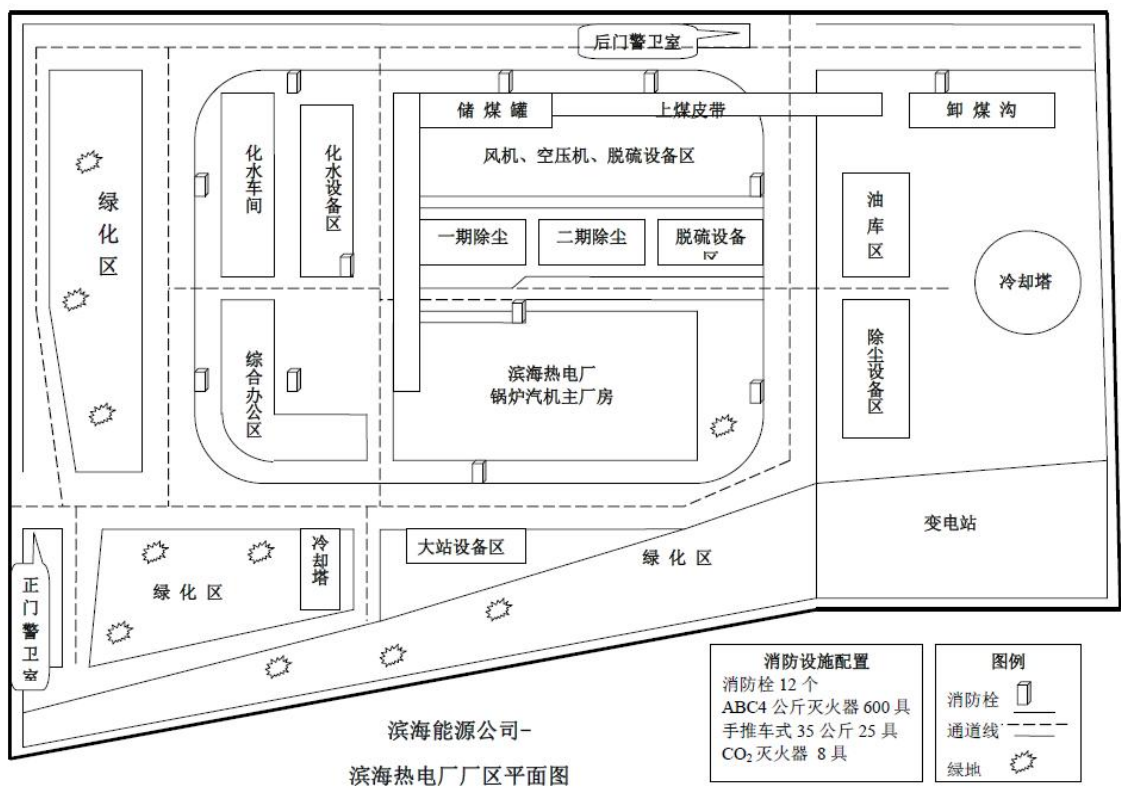 后门警卫室
储煤罐
上煤皮带
卸煤沟
化水车间
化水设备区
风机、空压机、脱硫设备区
绿化区
油库区
一期除尘
二期除尘
脱硫设备
区
冷却塔
综合办公区
滨海热电厂
锅炉汽机主厂房
除尘设备区
变电站
正门警卫室
绿化区
冷却塔
大站设备区
绿化区
滨海能源公司-
滨海热电厂厂区平面图
消防设施配置
消防栓 12 个
ABC4 公斤灭火器 600 具
手推车式 35 公斤 25 具
CO₂ 灭火器 8 具
图例
消防栓
通道线
绿地